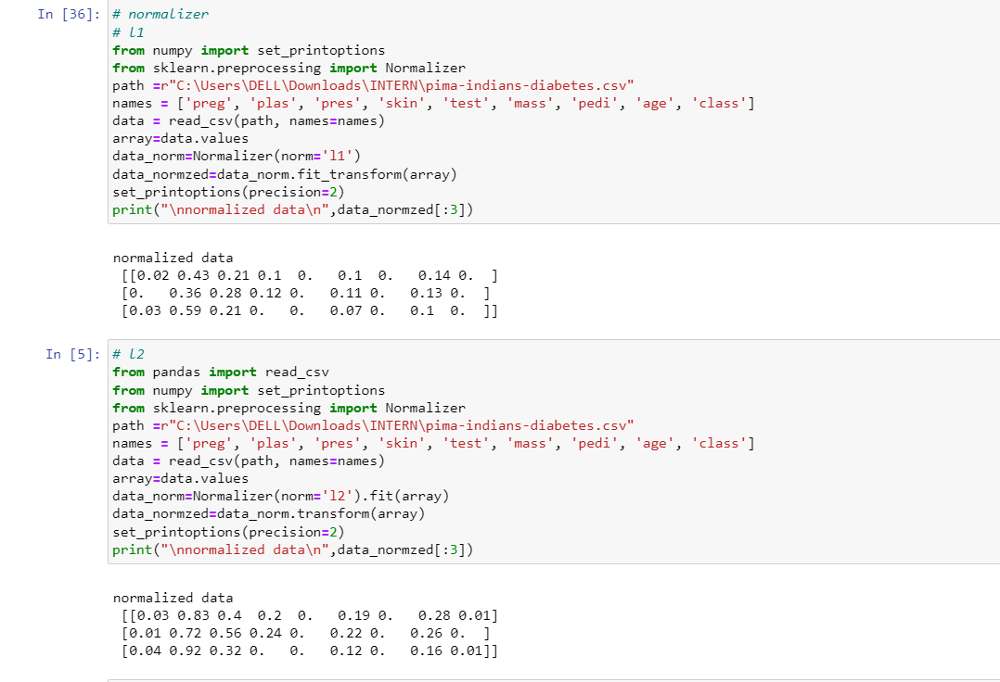 In [36]: # normalizer
# l1
from numpy import set_printoptions
from sklearn.preprocessing import Normalizer
path =r"C:\Users\DELL\Downloads\INTERN\pima-indians-diabetes.csv"
names = ['preg', 'plas', 'pres', 'skin', 'test', 'mass', 'pedi', 'age', 'class']
data = read_csv(path, names=names)
array=data.values
data_norm=Normalizer(norm='l1')
data_normzed=data_norm.fit_transform(array)
set_printoptions(precision=2)
print("\nnormalized data\n",data_normzed[:3])
normalized data
[[0.02 0.43 0.21 0.1  0.   0.1  0.   0.14 0.  ]
[0.   0.36 0.28 0.12 0.   0.11 0.   0.13 0.  ]
[0.03 0.59 0.21 0.   0.   0.07 0.   0.1  0.  ]]
In [5]: # l2
from pandas import read_csv
from numpy import set_printoptions
from sklearn.preprocessing import Normalizer
path =r"C:\Users\DELL\Downloads\INTERN\pima-indians-diabetes.csv"
names = ['preg', 'plas', 'pres', 'skin', 'test', 'mass', 'pedi', 'age', 'class']
data = read_csv(path, names=names)
array=data.values
data_norm=Normalizer(norm='l2').fit(array)
data_normzed=data_norm.transform(array)
set_printoptions(precision=2)
print("\nnormalized data\n",data_normzed[:3])
normalized data
[[0.03 0.83 0.4  0.2  0.   0.19 0.   0.28 0.01]
[0.01 0.72 0.56 0.24 0.   0.22 0.   0.26 0.  ]
[0.04 0.92 0.32 0.   0.   0.12 0.   0.16 0.01]]